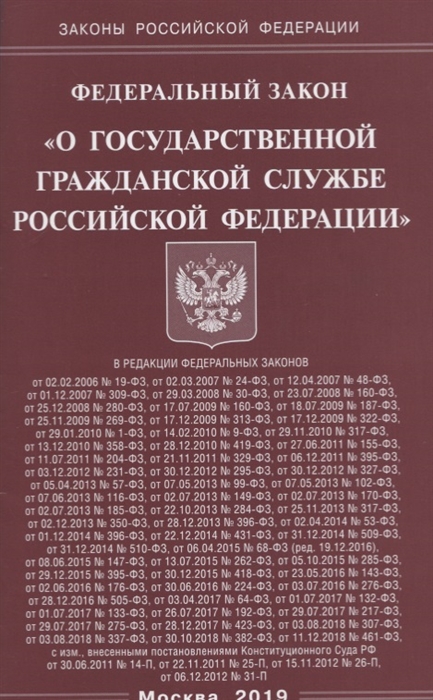 ЗАКОНЫ РОССИЙСКОЙ ФЕДЕРАЦИИ
ФЕДЕРАЛЬНЫЙ ЗАКОН
«О ГОСУДАРСТВЕННОЙ
ГРАЖДАНСКОЙ СЛУЖБЕ
РОССИЙСКОЙ ФЕДЕРАЦИИ»
В РЕДАКЦИИ ФЕДЕРАЛЬНЫХ ЗАКОНОВ
от 02.02.2006 № 19-ФЗ, от 02.03.2007 № 24-ФЗ, от 12.04.2007 № 48-ФЗ,
от 01.12.2007 № 309-ФЗ, от 29.03.2008 № 30-ФЗ, от 23.07.2008 № 160-ФЗ,
от 25.12.2008 № 280-ФЗ, от 17.07.2009 № 160-ФЗ, от 18.07.2009 № 187-ФЗ,
от 25.11.2009 № 269-ФЗ, от 17.12.2009 № 313-ФЗ, от 17.12.2009 № 322-ФЗ,
от 29.01.2010 № 1-ФЗ, от 14.02.2010 № 9-ФЗ, от 29.11.2010 № 317-ФЗ,
от 13.12.2010 № 358-ФЗ, от 28.12.2010 № 419-ФЗ, от 27.06.2011 № 155-ФЗ,
от 11.07.2011 № 204-ФЗ, от 21.11.2011 № 329-ФЗ, от 06.12.2011 № 395-ФЗ,
от 03.12.2012 № 231-ФЗ, от 30.12.2012 № 295-ФЗ, от 30.12.2012 № 327-ФЗ,
от 05.04.2013 № 57-ФЗ, от 07.05.2013 № 99-ФЗ, от 07.05.2013 № 102-ФЗ,
от 07.06.2013 № 116-ФЗ, от 02.07.2013 № 149-ФЗ, от 02.07.2013 № 170-ФЗ,
от 02.07.2013 № 185-ФЗ, от 22.10.2013 № 284-ФЗ, от 25.11.2013 № 317-ФЗ,
от 02.12.2013 № 350-ФЗ, от 28.12.2013 № 396-ФЗ, от 02.04.2014 № 53-ФЗ,
от 01.12.2014 № 396-ФЗ, от 22.12.2014 № 431-ФЗ, от 31.12.2014 № 509-ФЗ,
от 31.12.2014 № 510-ФЗ, от 06.04.2015 № 68-ФЗ (ред. 19.12.2016),
от 08.06.2015 № 147-ФЗ, от 13.07.2015 № 262-ФЗ, от 05.10.2015 № 285-ФЗ,
от 29.12.2015 № 395-ФЗ, от 30.12.2015 № 418-ФЗ, от 23.05.2016 № 143-ФЗ,
от 02.06.2016 № 176-ФЗ, от 30.06.2016 № 224-ФЗ, от 03.07.2016 № 276-ФЗ,
от 28.12.2016 № 505-ФЗ, от 03.04.2017 № 64-ФЗ, от 01.07.2017 № 132-ФЗ,
от 01.07.2017 № 133-ФЗ, от 26.07.2017 № 192-ФЗ, от 29.07.2017 № 217-ФЗ,
от 29.07.2017 № 275-ФЗ, от 28.12.2017 № 423-ФЗ, от 03.08.2018 № 307-ФЗ,
от 03.08.2018 № 337-ФЗ, от 30.10.2018 № 382-ФЗ, от 11.12.2018 № 461-ФЗ,
с изм., внесенными постановлениями Конституционного Суда РФ
от 30.06.2011 № 14-П, от 22.11.2011 № 25-П, от 15.11.2012 № 26-П,
от 06.12.2012 № 31-П
Москва, 2019